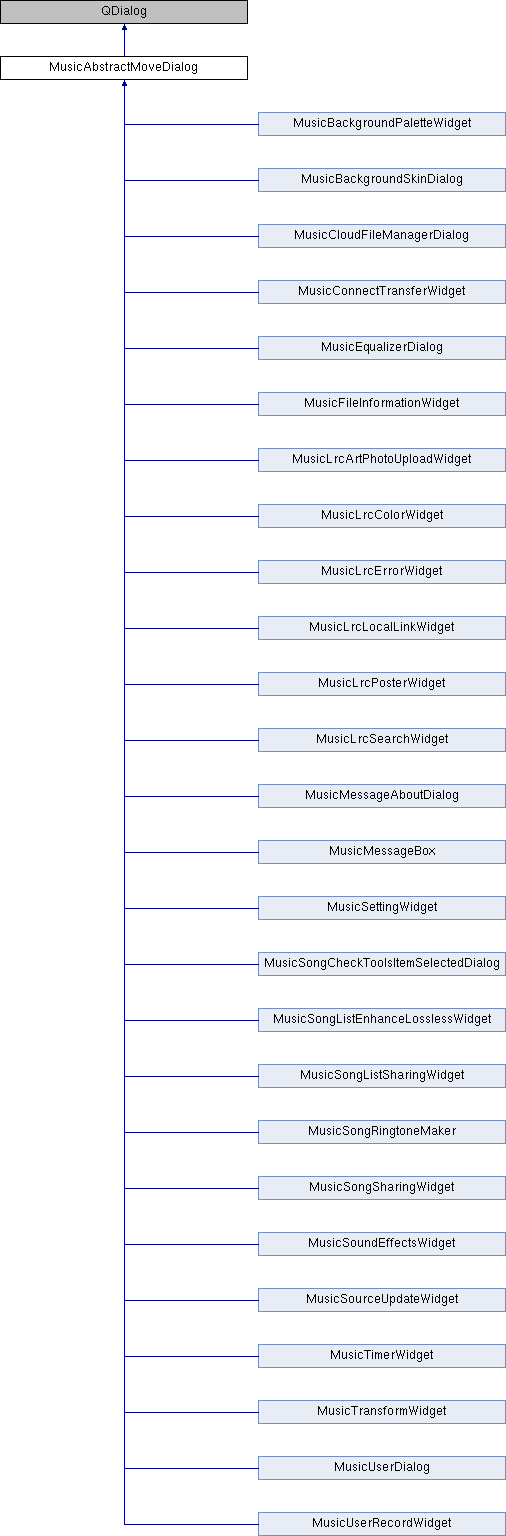 QDialog
MusicAbstractMoveDialog
MusicBackgroundPaletteWidget
MusicBackgroundSkinDialog
MusicCloudFileManagerDialog
MusicConnectTransferWidget
MusicEqualizerDialog
MusicFileInformationWidget
MusicLrcArtPhotoUploadWidget
MusicLrcColorWidget
MusicLrcErrorWidget
MusicLrcLocalLinkWidget
MusicLrcPosterWidget
MusicLrcSearchWidget
MusicMessageAboutDialog
MusicMessageBox
MusicSettingWidget
MusicSongCheckToolsItemSelectedDialog
MusicSongListEnhanceLosslessWidget
MusicSongListSharingWidget
MusicSongRingtoneMaker
MusicSongSharingWidget
MusicSoundEffectsWidget
MusicSourceUpdateWidget
MusicTimerWidget
MusicTransformWidget
MusicUserDialog
MusicUserRecordWidget